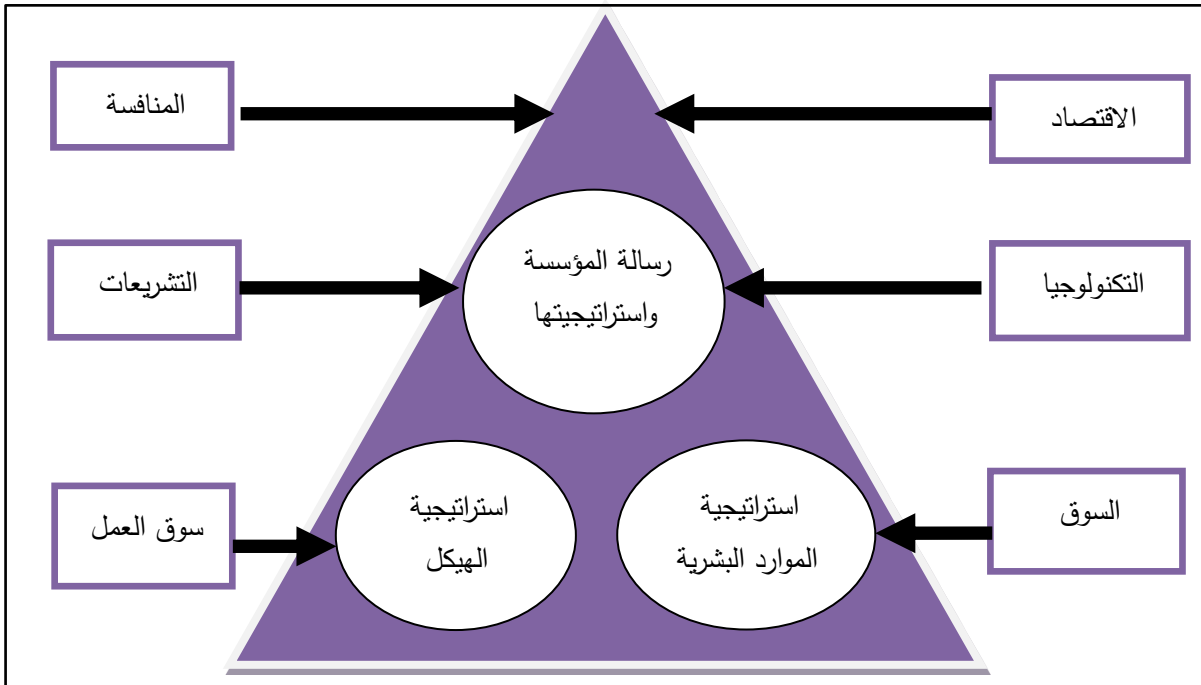 الاقتصاد
المنافسة
رسالة المؤسسة
واستراتيجيتها
التكنولوجيا
التشريعات
السوق
استراتيجية
الموارد البشرية
استراتيجية
الهيكل
سوق العمل